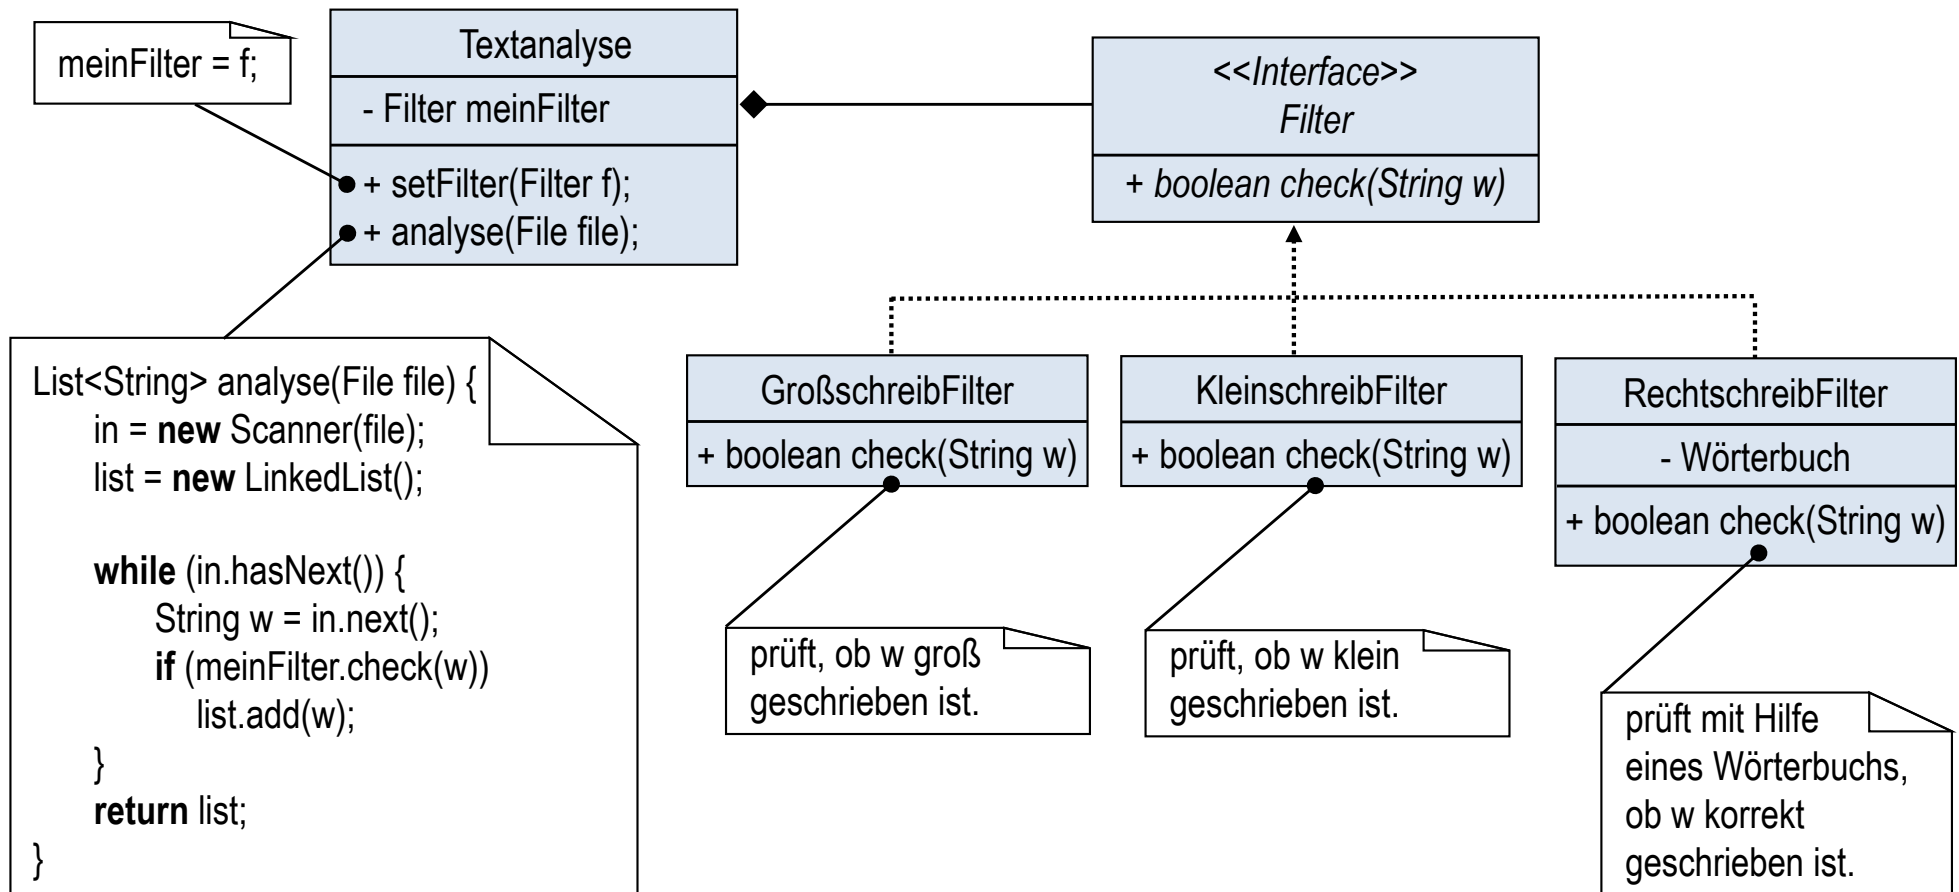 meinFilter = f;
Textanalyse
- Filter meinFilter
+ setFilter(Filter f);
+ analyse(File file);
<<Interface>>
Filter
+ boolean check(String w)
List<String> analyse(File file) {
in = new Scanner(file);
list = new LinkedList();
while (in.hasNext()) {
String w = in.next();
if (meinFilter.check(w))
list.add(w);
}
return list;
}
GroßschreibFilter
+ boolean check(String w)
prüft, ob w groß
geschrieben ist.
KleinschreibFilter
+ boolean check(String w)
prüft, ob w klein
geschrieben ist.
RechtschreibFilter
- Wörterbuch
+ boolean check(String w)
prüft mit Hilfe
eines Wörterbuchs,
ob w korrekt
geschrieben ist.